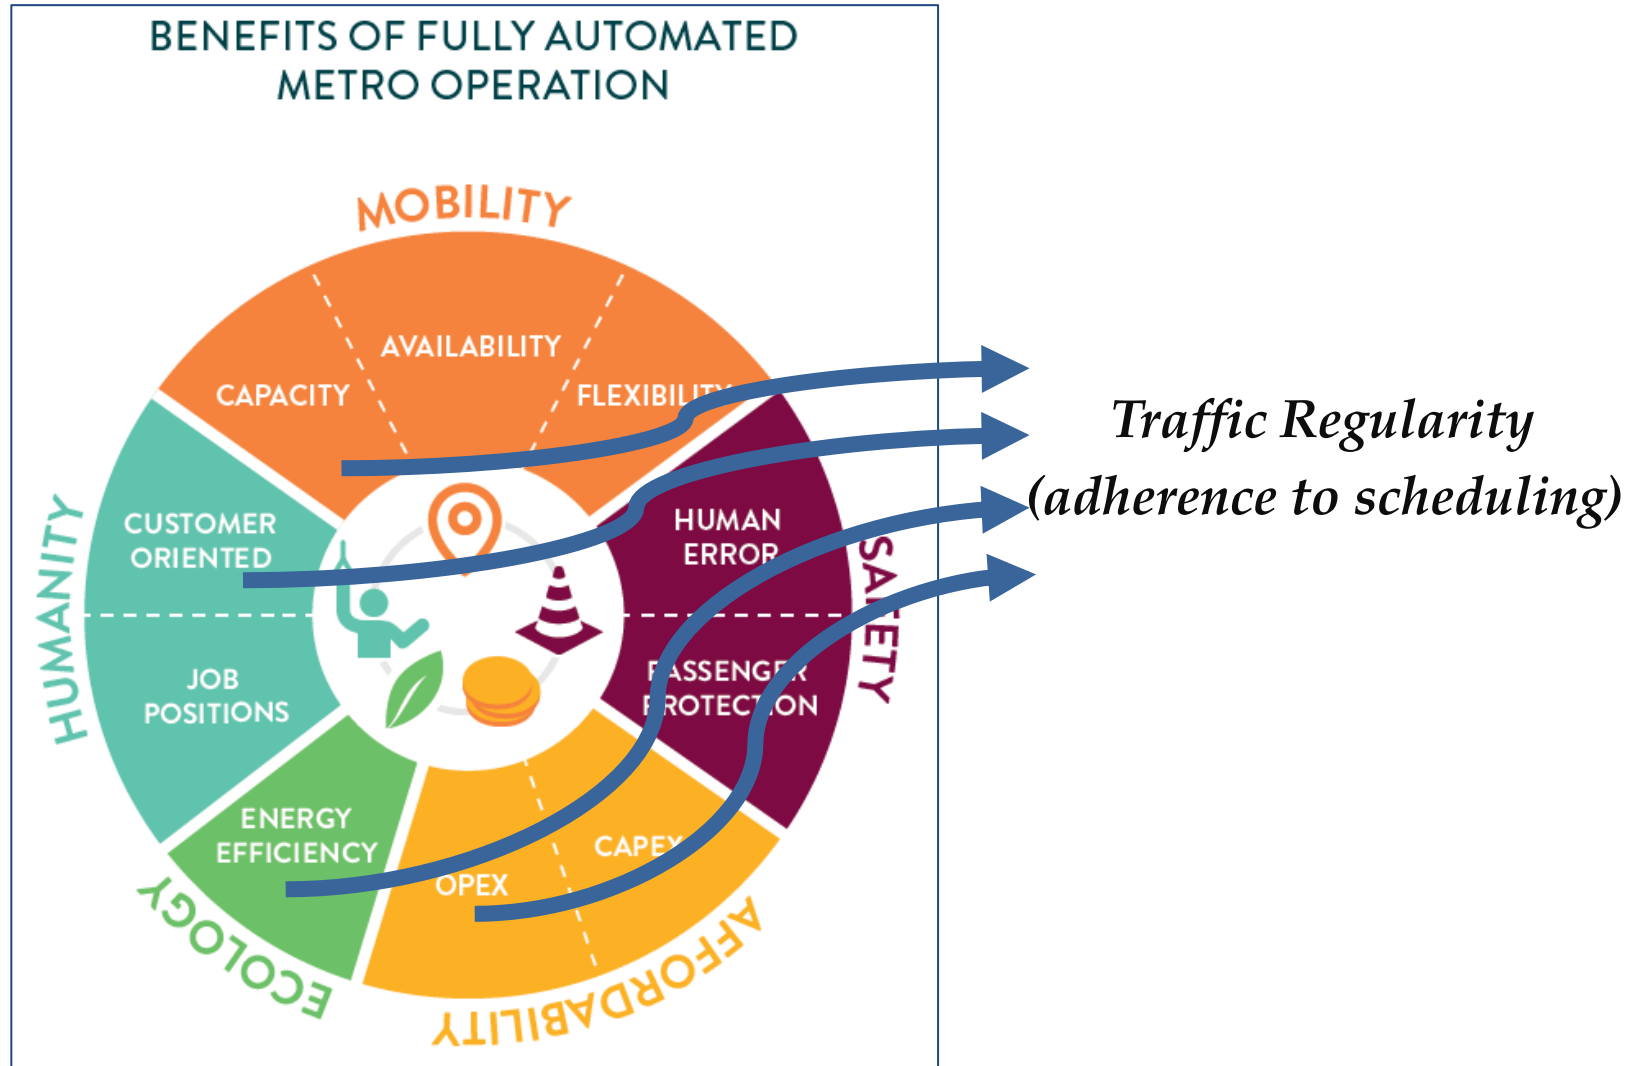 BENEFITS OF FULLY AUTOMATED
METRO OPERATION
MOBILITY
CAPACITY
AVAILABILITY
FLEXIBILITY
HUMANITY
CUSTOMER
ORIENTED
JOB
POSITIONS
SAFETY
HUMAN
ERROR
PASSENGER
PROTECTION
ECOLOGY
ENERGY
EFFICIENCY
AFFORDABILITY
OPEX
CAPEX
Traffic Regularity
(adherence to scheduling)